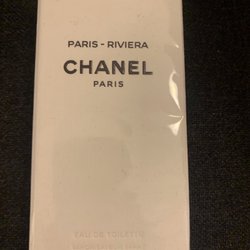 PARIS - RIVIERA
CHANEL
PARIS
EAU DE TOILETTE